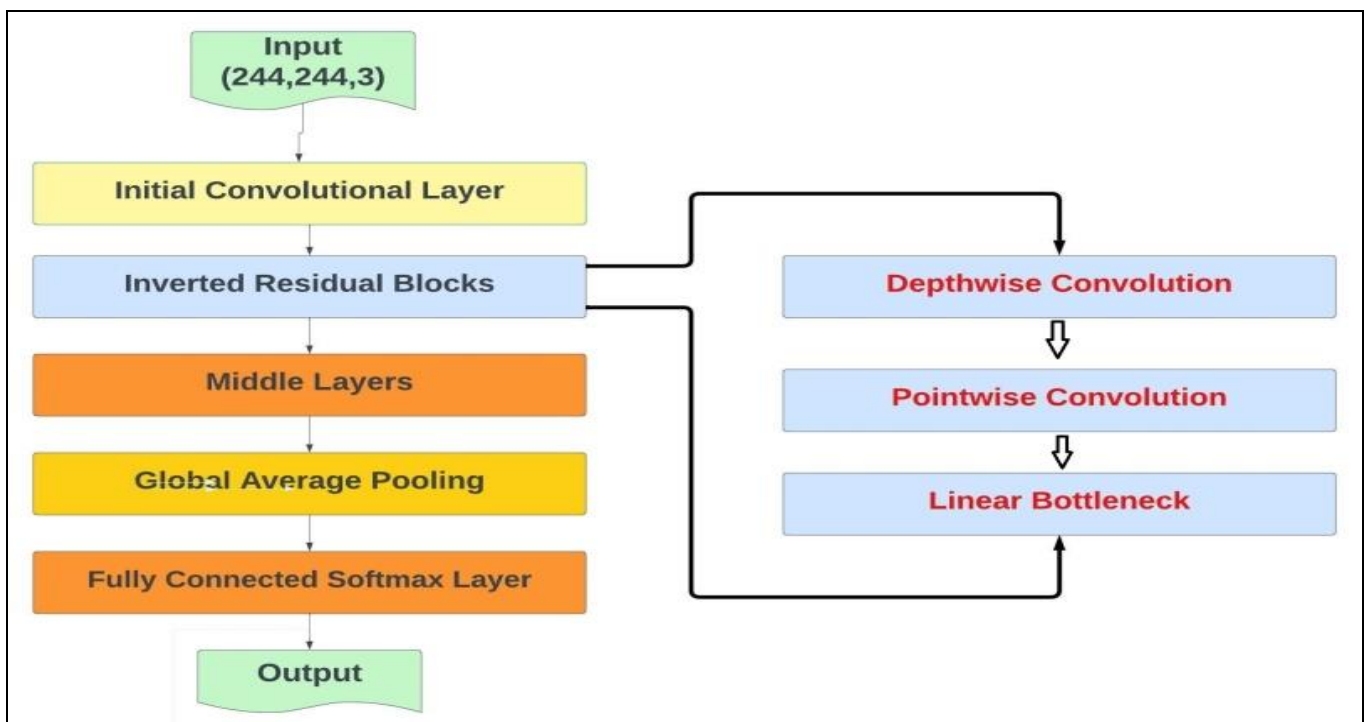 Input
(244,244,3)
Initial Convolutional Layer
Inverted Residual Blocks
Middle Layers
Global Average Pooling
Fully Connected Softmax Layer
Output
Depthwise Convolution
Pointwise Convolution
Linear Bottleneck